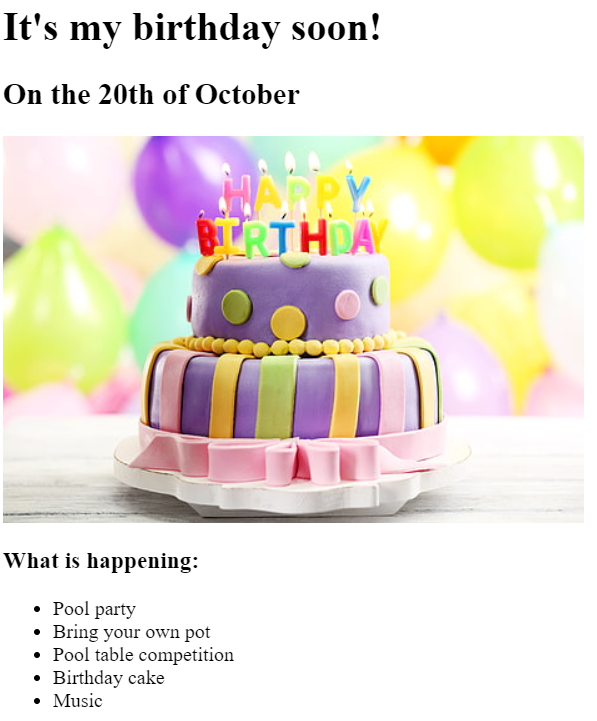 It's my birthday soon!
On the 20th of October
HAPPY
BIRTHDAY
What is happening:
Pool party
Bring your own pot
Pool table competition
Birthday cake
Music